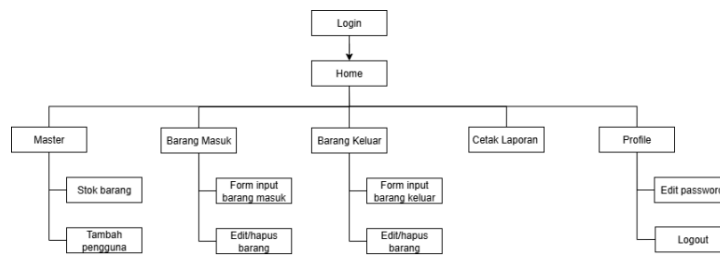 Login
Home
Master
Barang Masuk
Barang Keluar
Cetak Laporan
Profile
Stok barang
Form input
barang masuk
Form input
barang keluar
Edit password
Tambah
pengguna
Edit/hapus
barang
Edit/hapus
barang
Logout